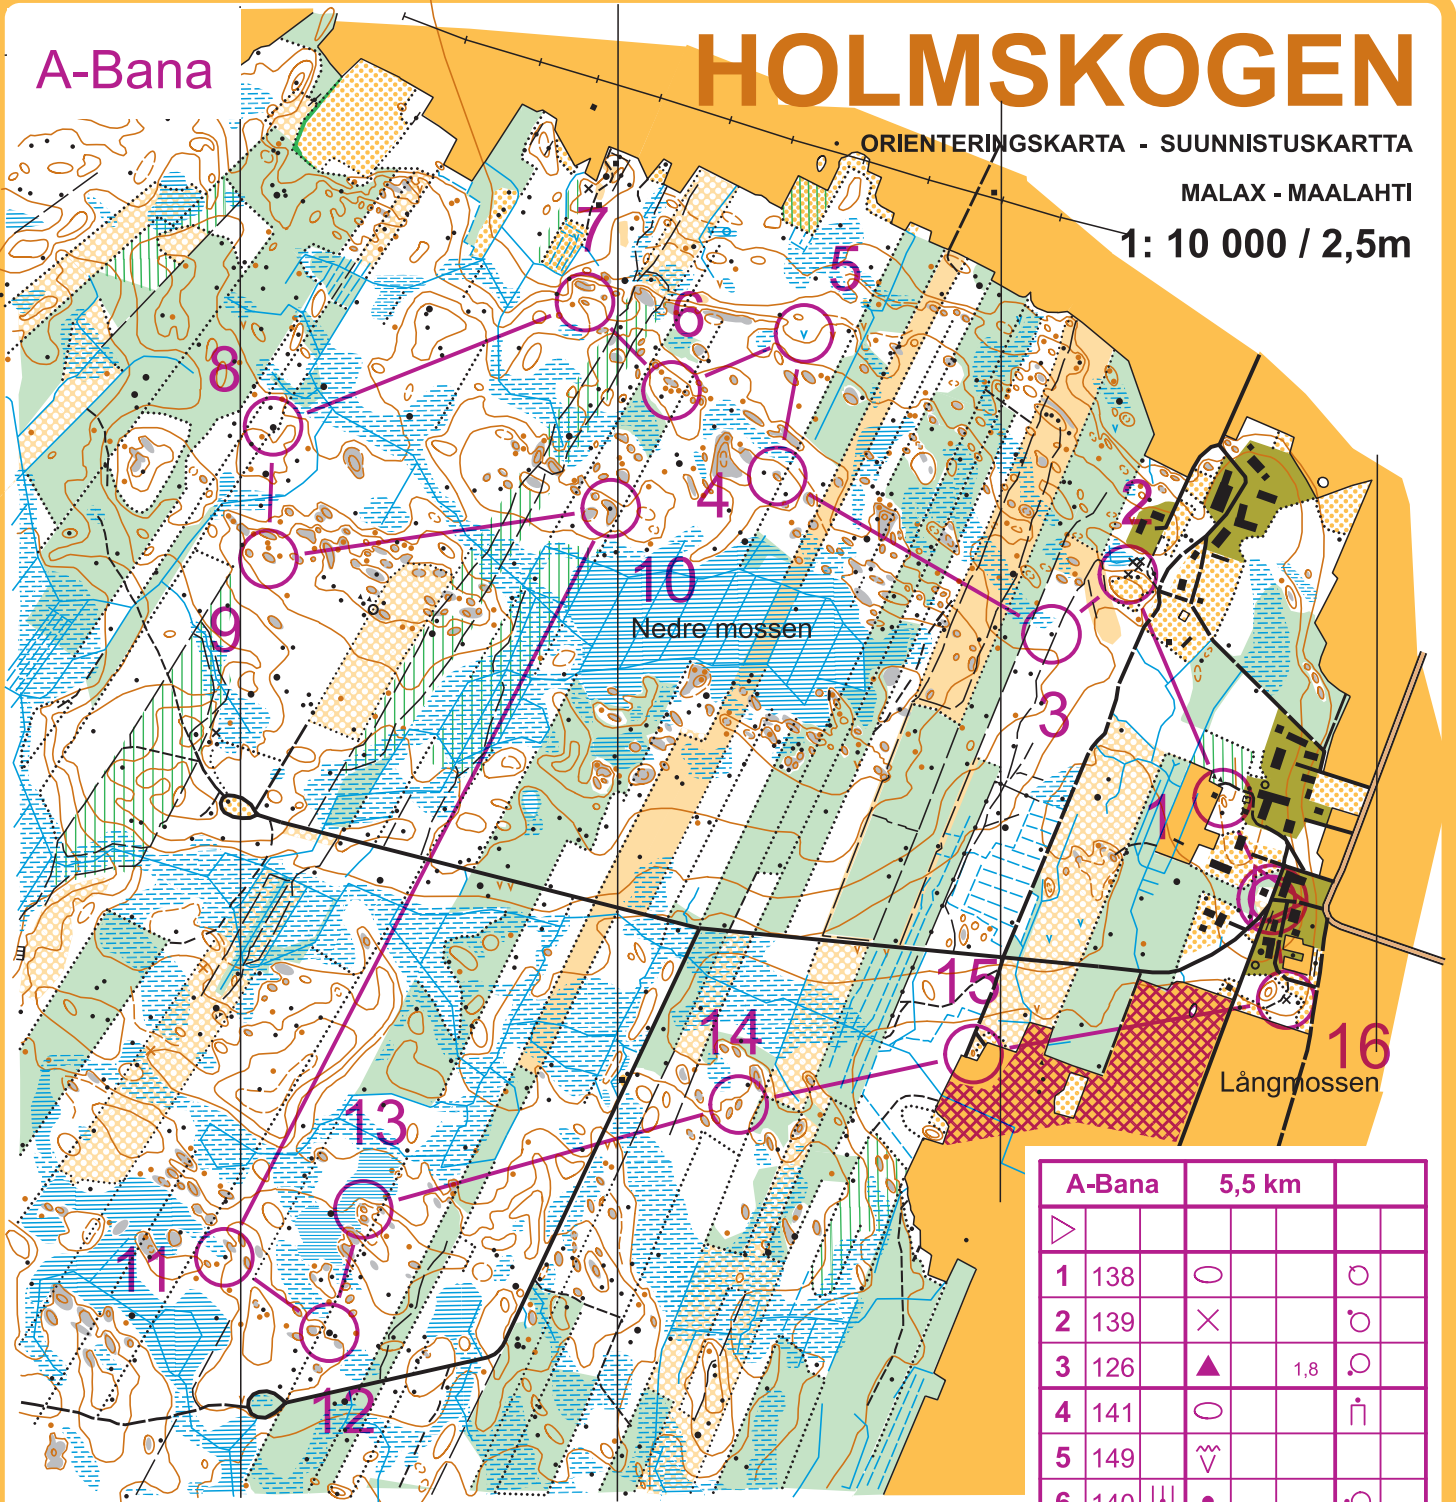 A-Bana
HOLMSKOGEN
ORIENTERINGSKARTA - SUUNNISTUSKARTTA
MALAX - MAALAHTI
1: 10 000 / 2,5m
7
5
6
8
4
2
10
Nedre mossen
9
3
1
15
14
16
Långmossen
13
11
12
A-Bana 5,5 km
1 138
2 139
3 126 1,8
4 141
5 149
6 140